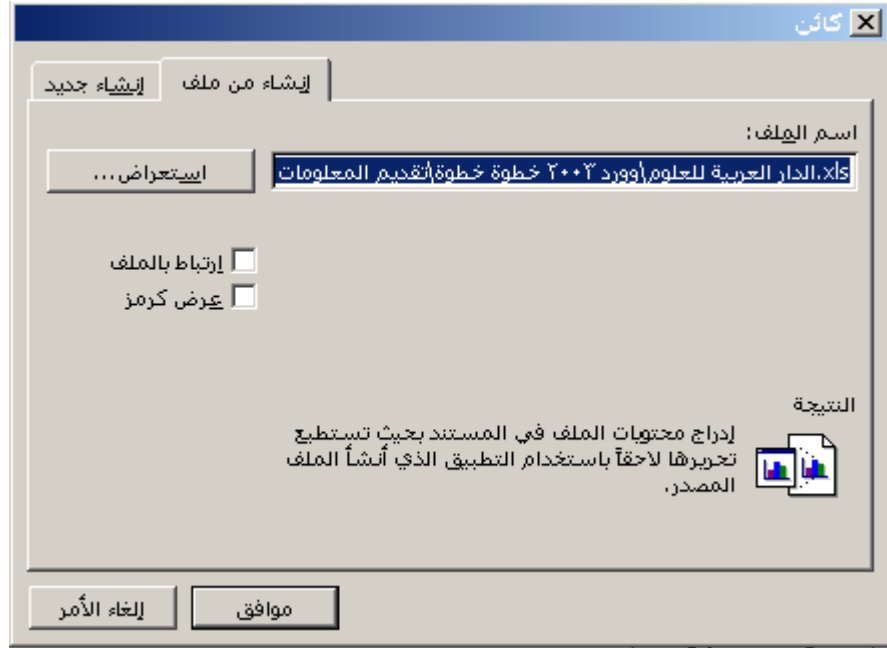 كائن
إنشاء جديد
إنشاء من ملف
اسم الملف:
الدار العربية للعلوم\وورد ٢٠٠٣ خطوة خطوة\تقديم المعلومات.xls
استعراض...
إرتباط بالملف
عرض كرمز
النتيجة
إدراج محتويات الملف في المستند بحيث تستطيع
تحريرها لاحقاً باستخدام التطبيق الذي أنشأ الملف
المصدر.
موافق
إلغاء الأمر